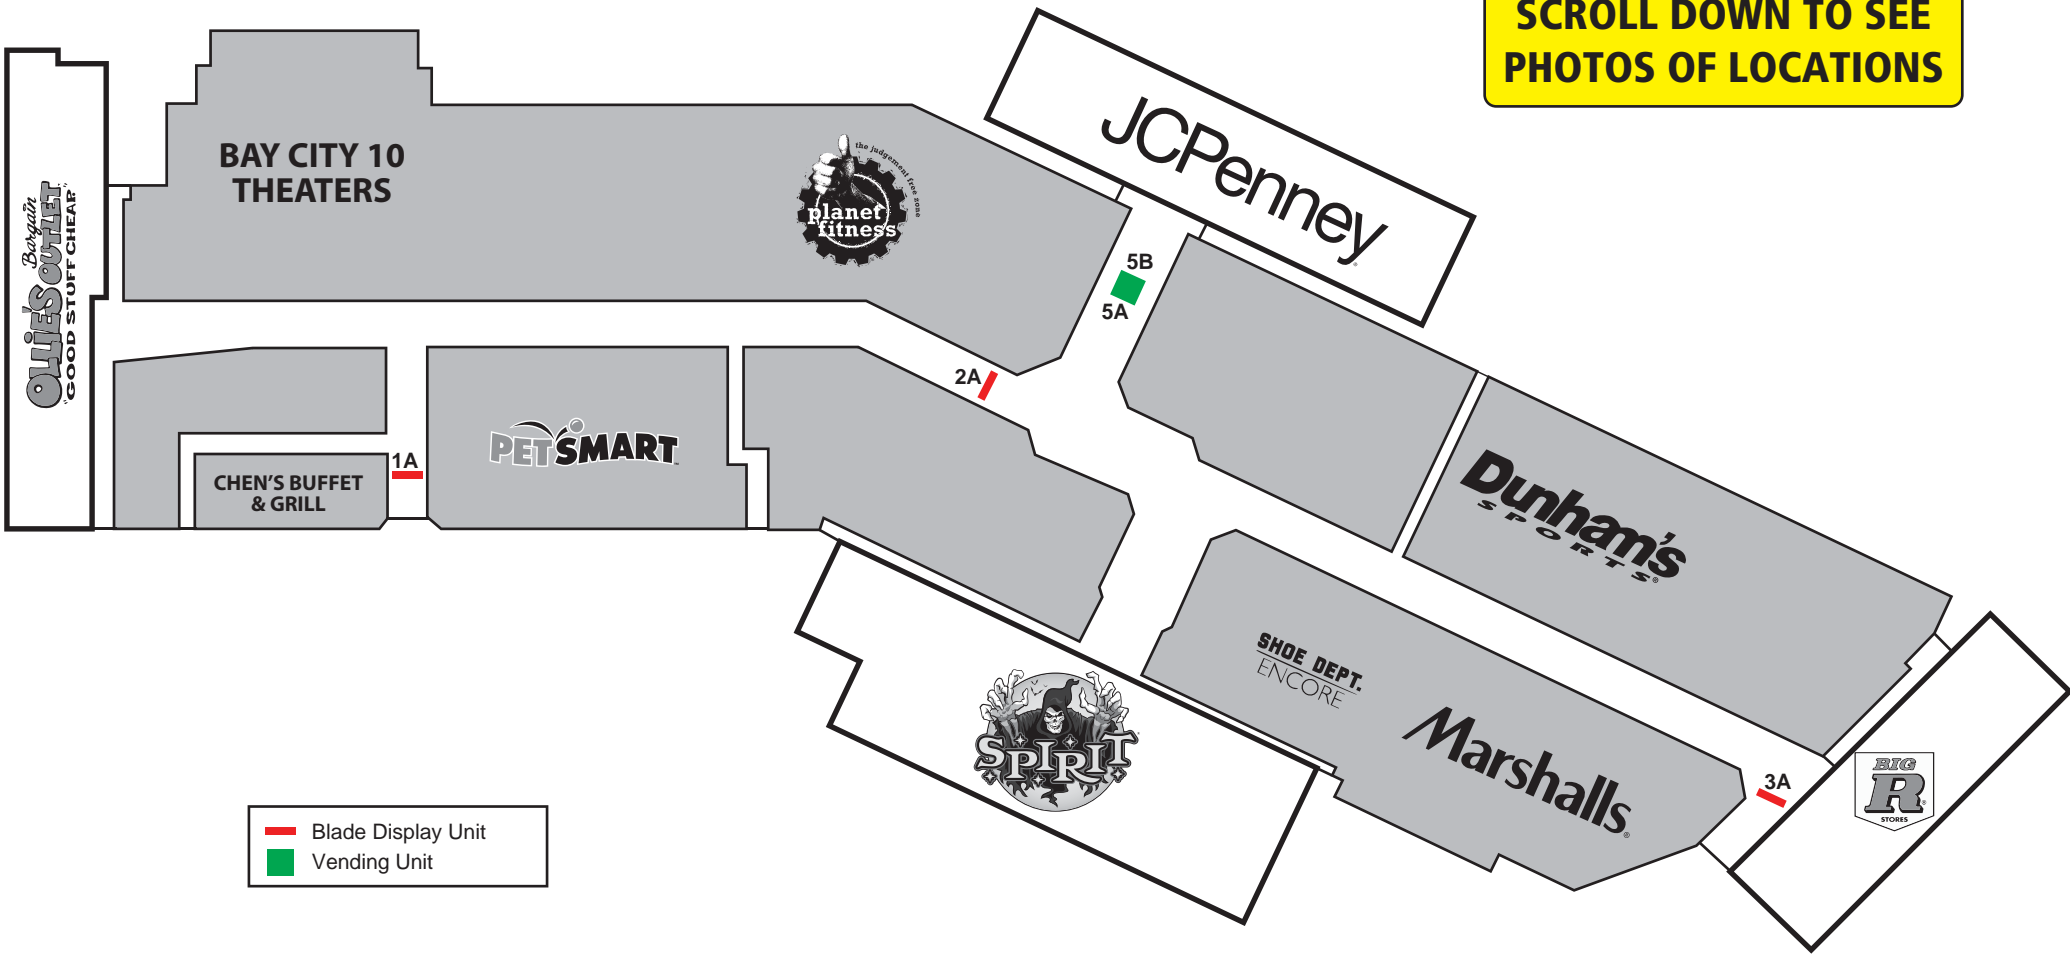 SCROLL DOWN TO SEE
PHOTOS OF LOCATIONS
JCPenney
BAY CITY 10
THEATERS
the judgement free zone
planet
fitness
OLLIE'S Bargain OUTLET
"GOOD STUFF CHEAP"
5B
5A
2A
1A
PETSMART
CHEN'S BUFFET
& GRILL
Dunham's
SPORTS®
SHOE DEPT.
ENCORE
Marshalls®
SPIRIT
3A
BIG
R®
STORES
Blade Display Unit
Vending Unit